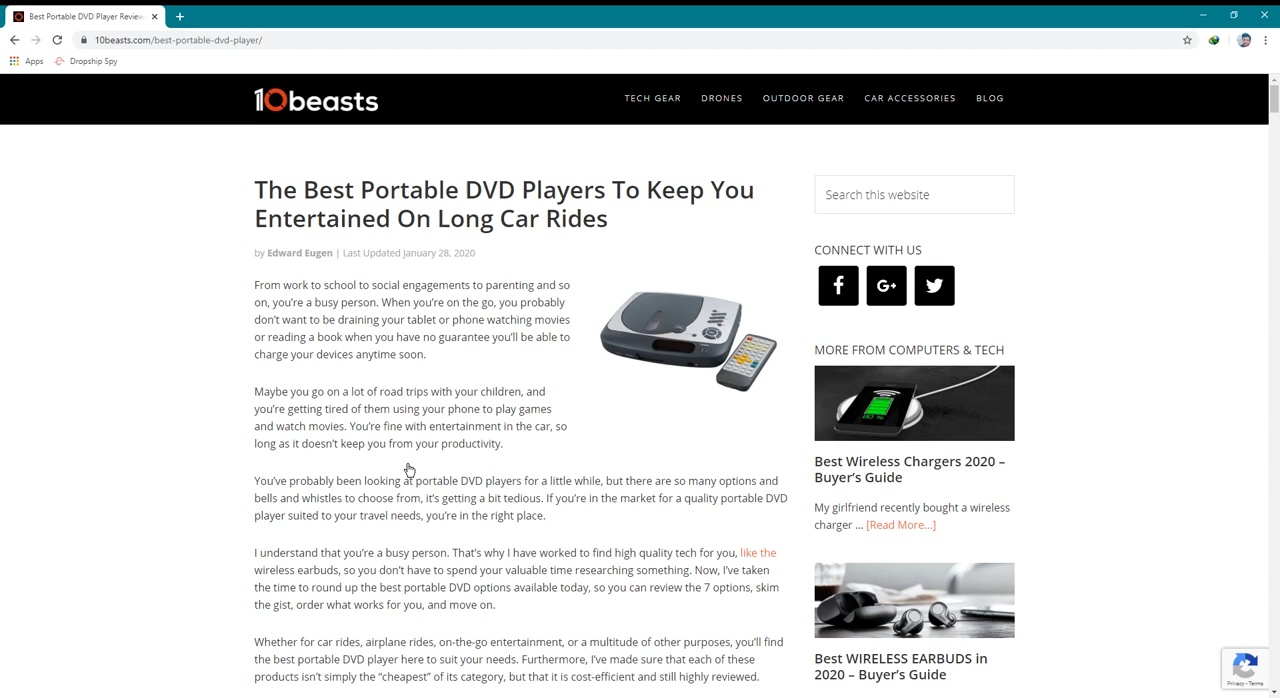 Best Portable DVD Player Review
10beasts.com/best-portable-dvd-player/
Apps
Dropship Spy
10beasts
TECH GEAR
DRONES
OUTDOOR GEAR
CAR ACCESSORIES
BLOG
The Best Portable DVD Players To Keep You
Entertained On Long Car Rides
by Edward Eugen | Last Updated January 28, 2020
From work to school to social engagements to parenting and so
on, you’re a busy person. When you’re on the go, you probably
don’t want to be draining your tablet or phone watching movies
or reading a book when you have no guarantee you’ll be able to
charge your devices anytime soon.
Maybe you go on a lot of road trips with your children, and
you’re getting tired of them using your phone to play games
and watch movies. You’re fine with entertainment in the car, so
long as it doesn’t keep you from your productivity.
You’ve probably been looking at portable DVD players for a little while, but there are so many options and
bells and whistles to choose from, it’s getting a bit tedious. If you’re in the market for a quality portable DVD
player suited to your travel needs, you’re in the right place.
I understand that you’re a busy person. That’s why I have worked to find high quality tech for you, like the
wireless earbuds, so you don’t have to spend your valuable time researching something. Now, I’ve taken
the time to round up the best portable DVD options available today, so you can review the 7 options, skim
the gist, order what works for you, and move on.
Whether for car rides, airplane rides, on-the-go entertainment, or a multitude of other purposes, you’ll find
the best portable DVD player here to suit your needs. Furthermore, I’ve made sure that each of these
products isn’t simply the “cheapest” of its category, but that it is cost-efficient and still highly reviewed.
Search this website
CONNECT WITH US
f
G+
MORE FROM COMPUTERS & TECH
Best Wireless Chargers 2020 –
Buyer’s Guide
My girlfriend recently bought a wireless
charger ... [Read More...]
Best WIRELESS EARBUDS in
2020 – Buyer’s Guide
Privacy - Terms